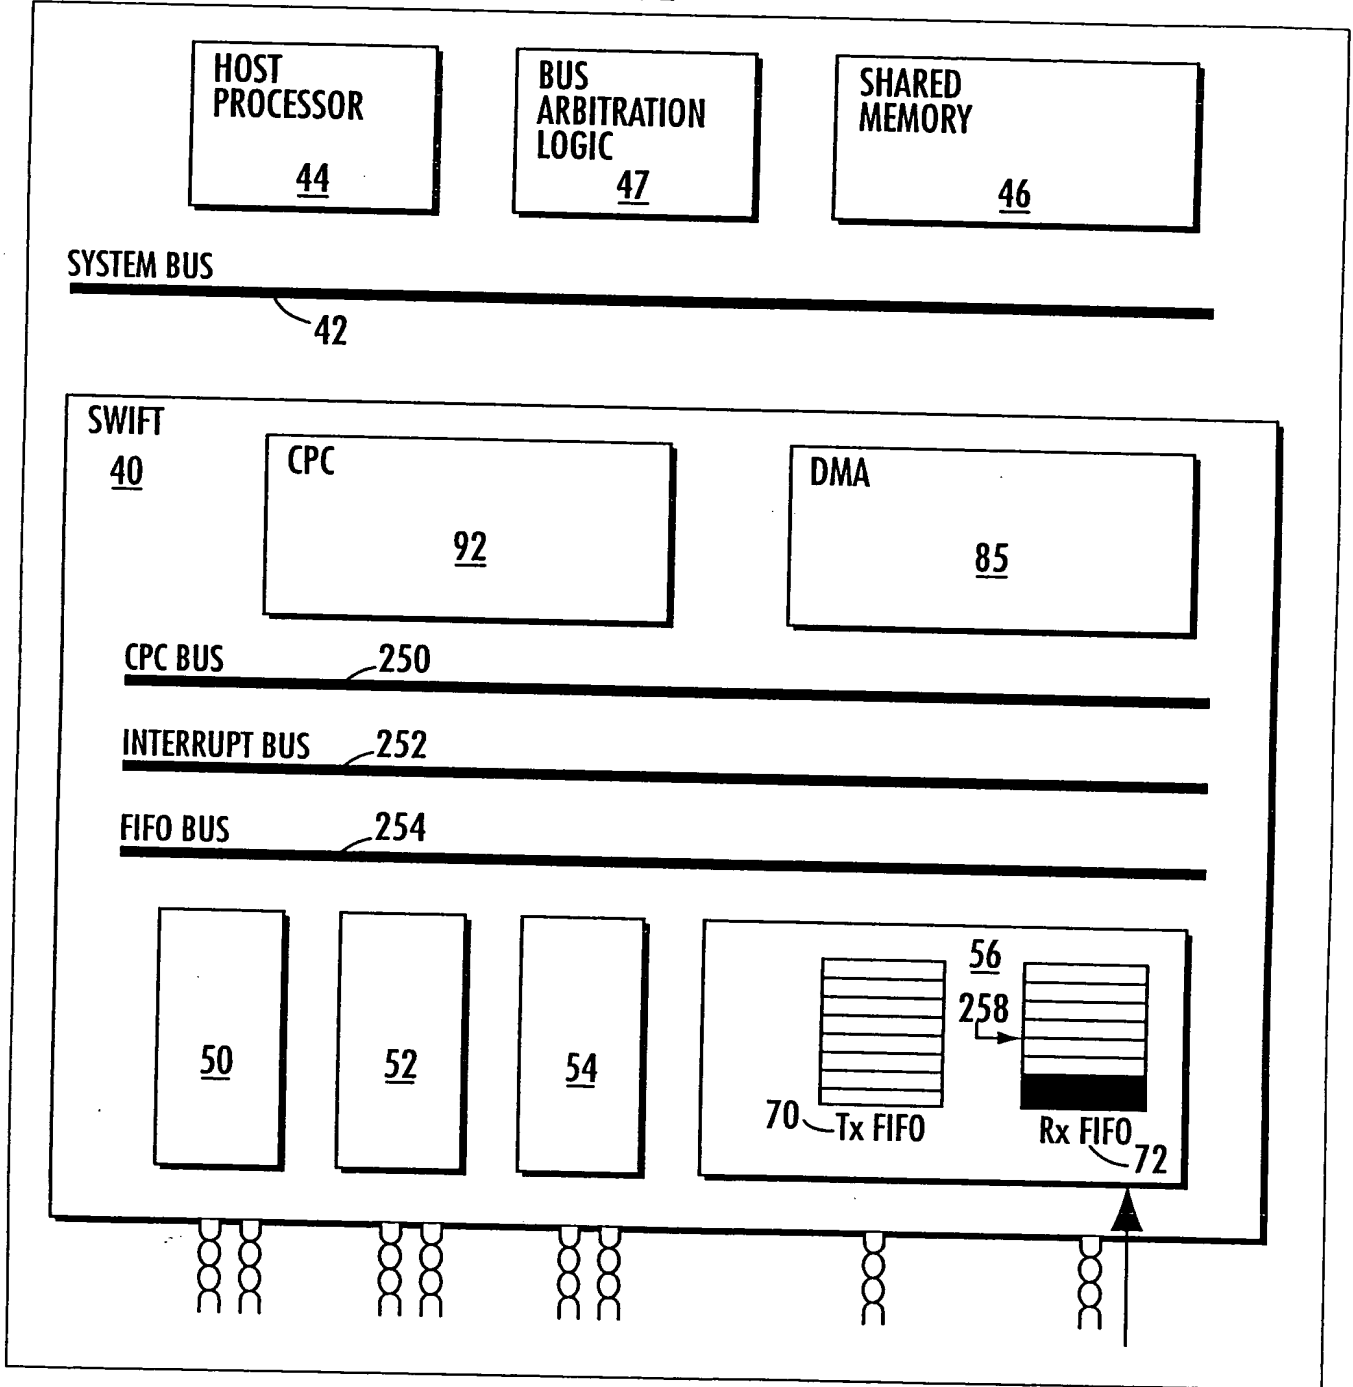 HOST
PROCESSOR
44
BUS
ARBITRATION
LOGIC
47
SHARED
MEMORY
46
SYSTEM BUS
42
SWIFT
40
CPC
92
DMA
85
CPC BUS
250
INTERRUPT BUS
252
FIFO BUS
254
50
52
54
56
258
70
Tx FIFO
Rx FIFO
72